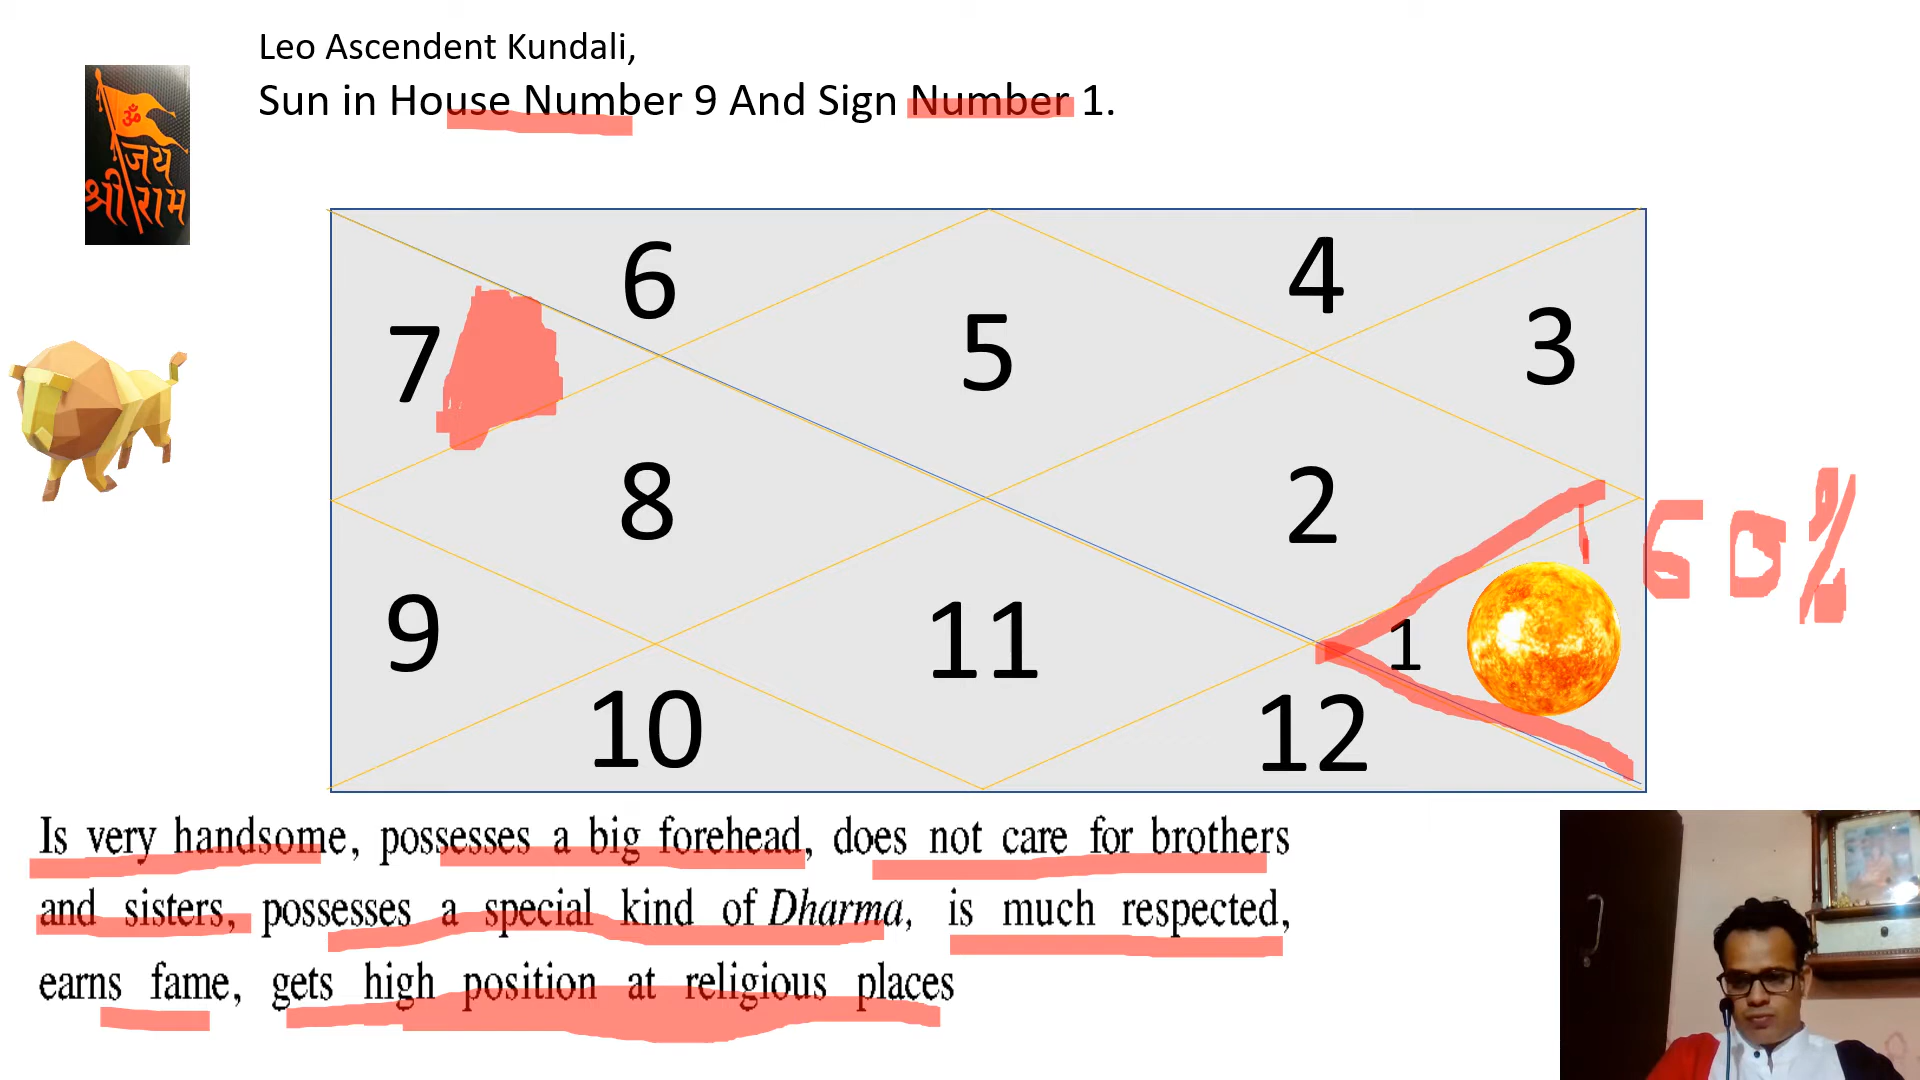 Leo Ascendent Kundali,
Sun in House Number 9 And Sign Number 1.
ॐ
जय
श्री राम
6
4
7
5
3
8
2
1 60%
9
11
1
10
12
Is very handsome, possesses a big forehead, does not care for brothers
and sisters, possesses a special kind of Dharma, is much respected,
earns fame, gets high position at religious places